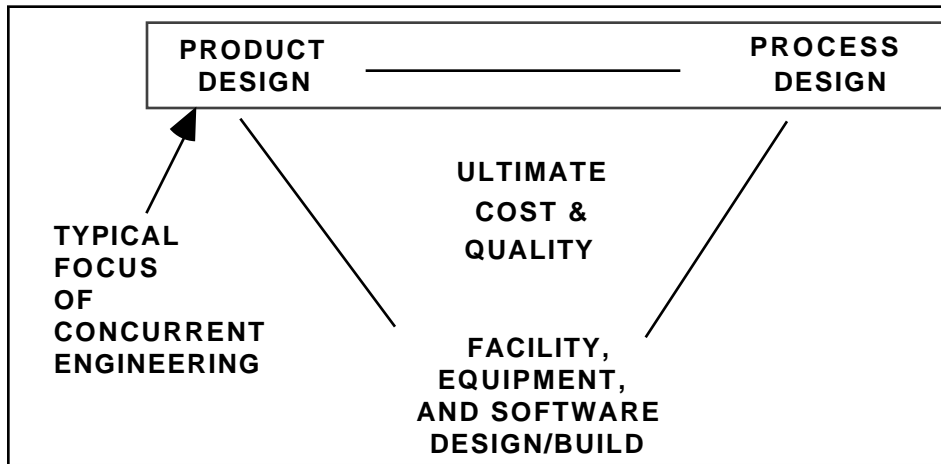 PRODUCT
DESIGN
PROCESS
DESIGN
ULTIMATE
COST &
QUALITY
TYPICAL
FOCUS
OF
CONCURRENT
ENGINEERING
FACILITY,
EQUIPMENT,
AND SOFTWARE
DESIGN/BUILD